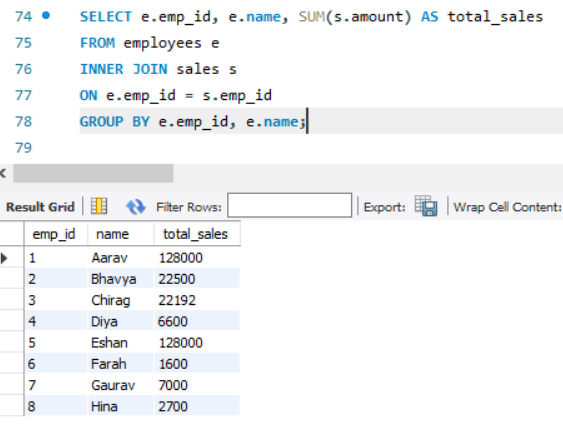 74 SELECT e.emp_id, e.name, SUM(s.amount) AS total_sales
75 FROM employees e
76 INNER JOIN sales s
77 ON e.emp_id = s.emp_id
78 GROUP BY e.emp_id, e.name;
79
Result Grid Filter Rows: Export: Wrap Cell Content:
emp_id name total_sales
1 Aarav 128000
2 Bhavya 22500
3 Chirag 22192
4 Diya 6600
5 Eshan 128000
6 Farah 1600
7 Gaurav 7000
8 Hina 2700